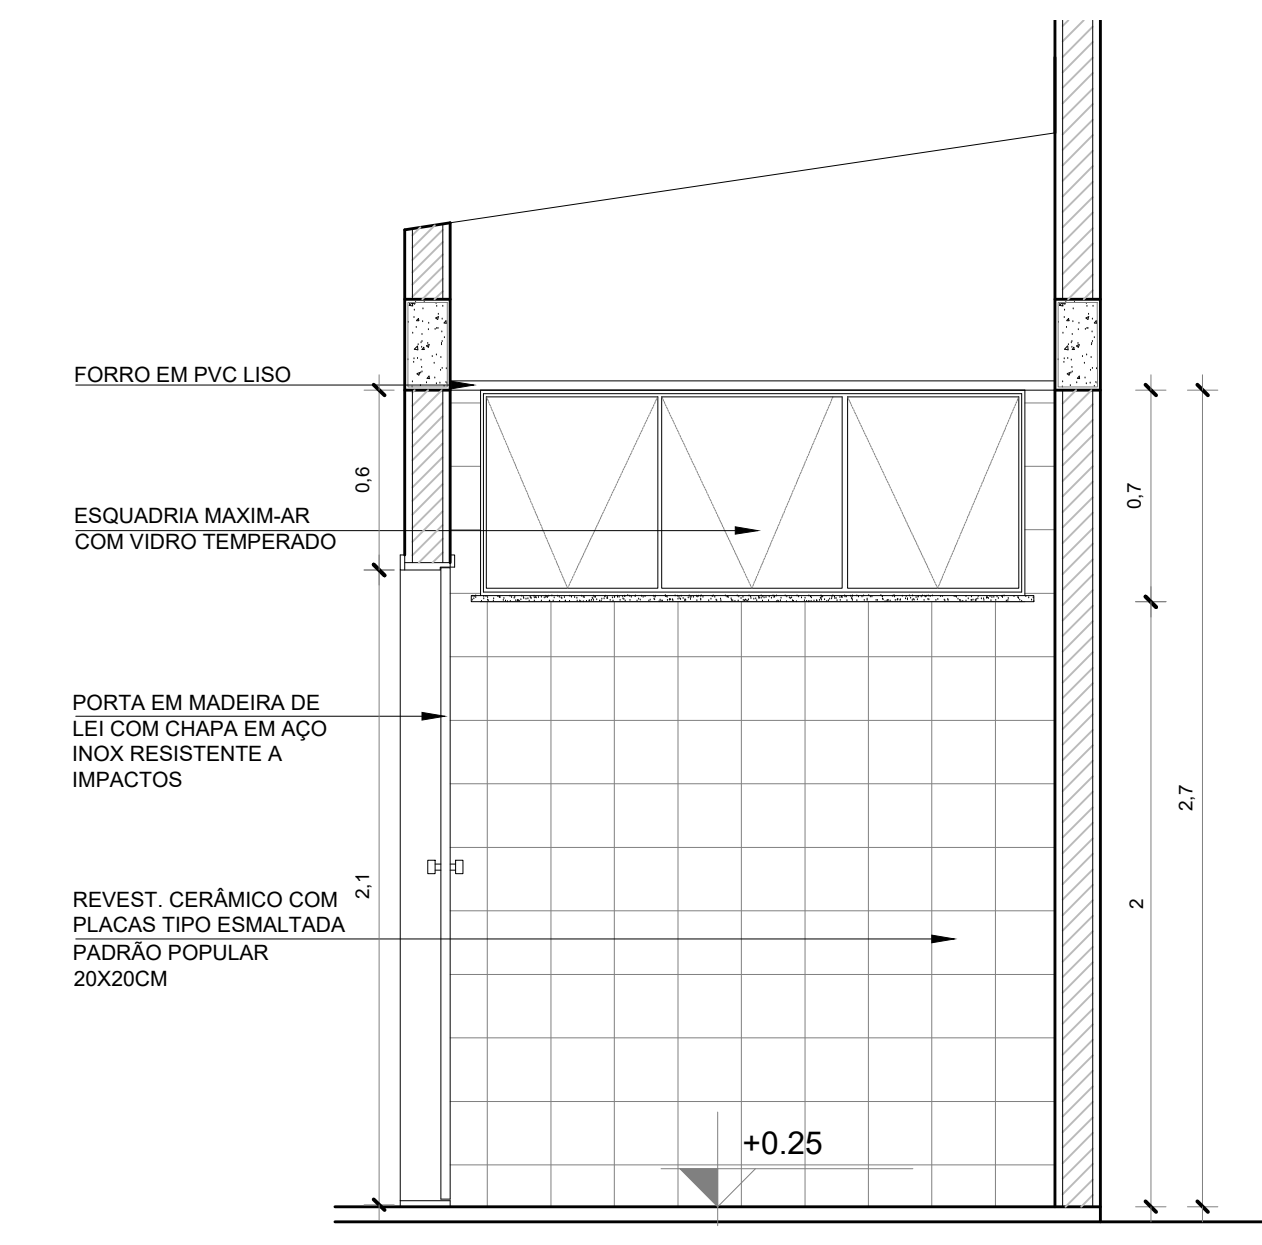 FORRO EM PVC LISO
0,6
0,7
ESQUADRIA MAXIM-AR
COM VIDRO TEMPERADO
PORTA EM MADEIRA DE
LEI COM CHAPA EM AÇO
INOX RESISTENTE A
IMPACTOS
2,7
2,1
2
REVEST. CERÂMICO COM
PLACAS TIPO ESMALTADA
PADRÃO POPULAR
20X20CM
+0.25